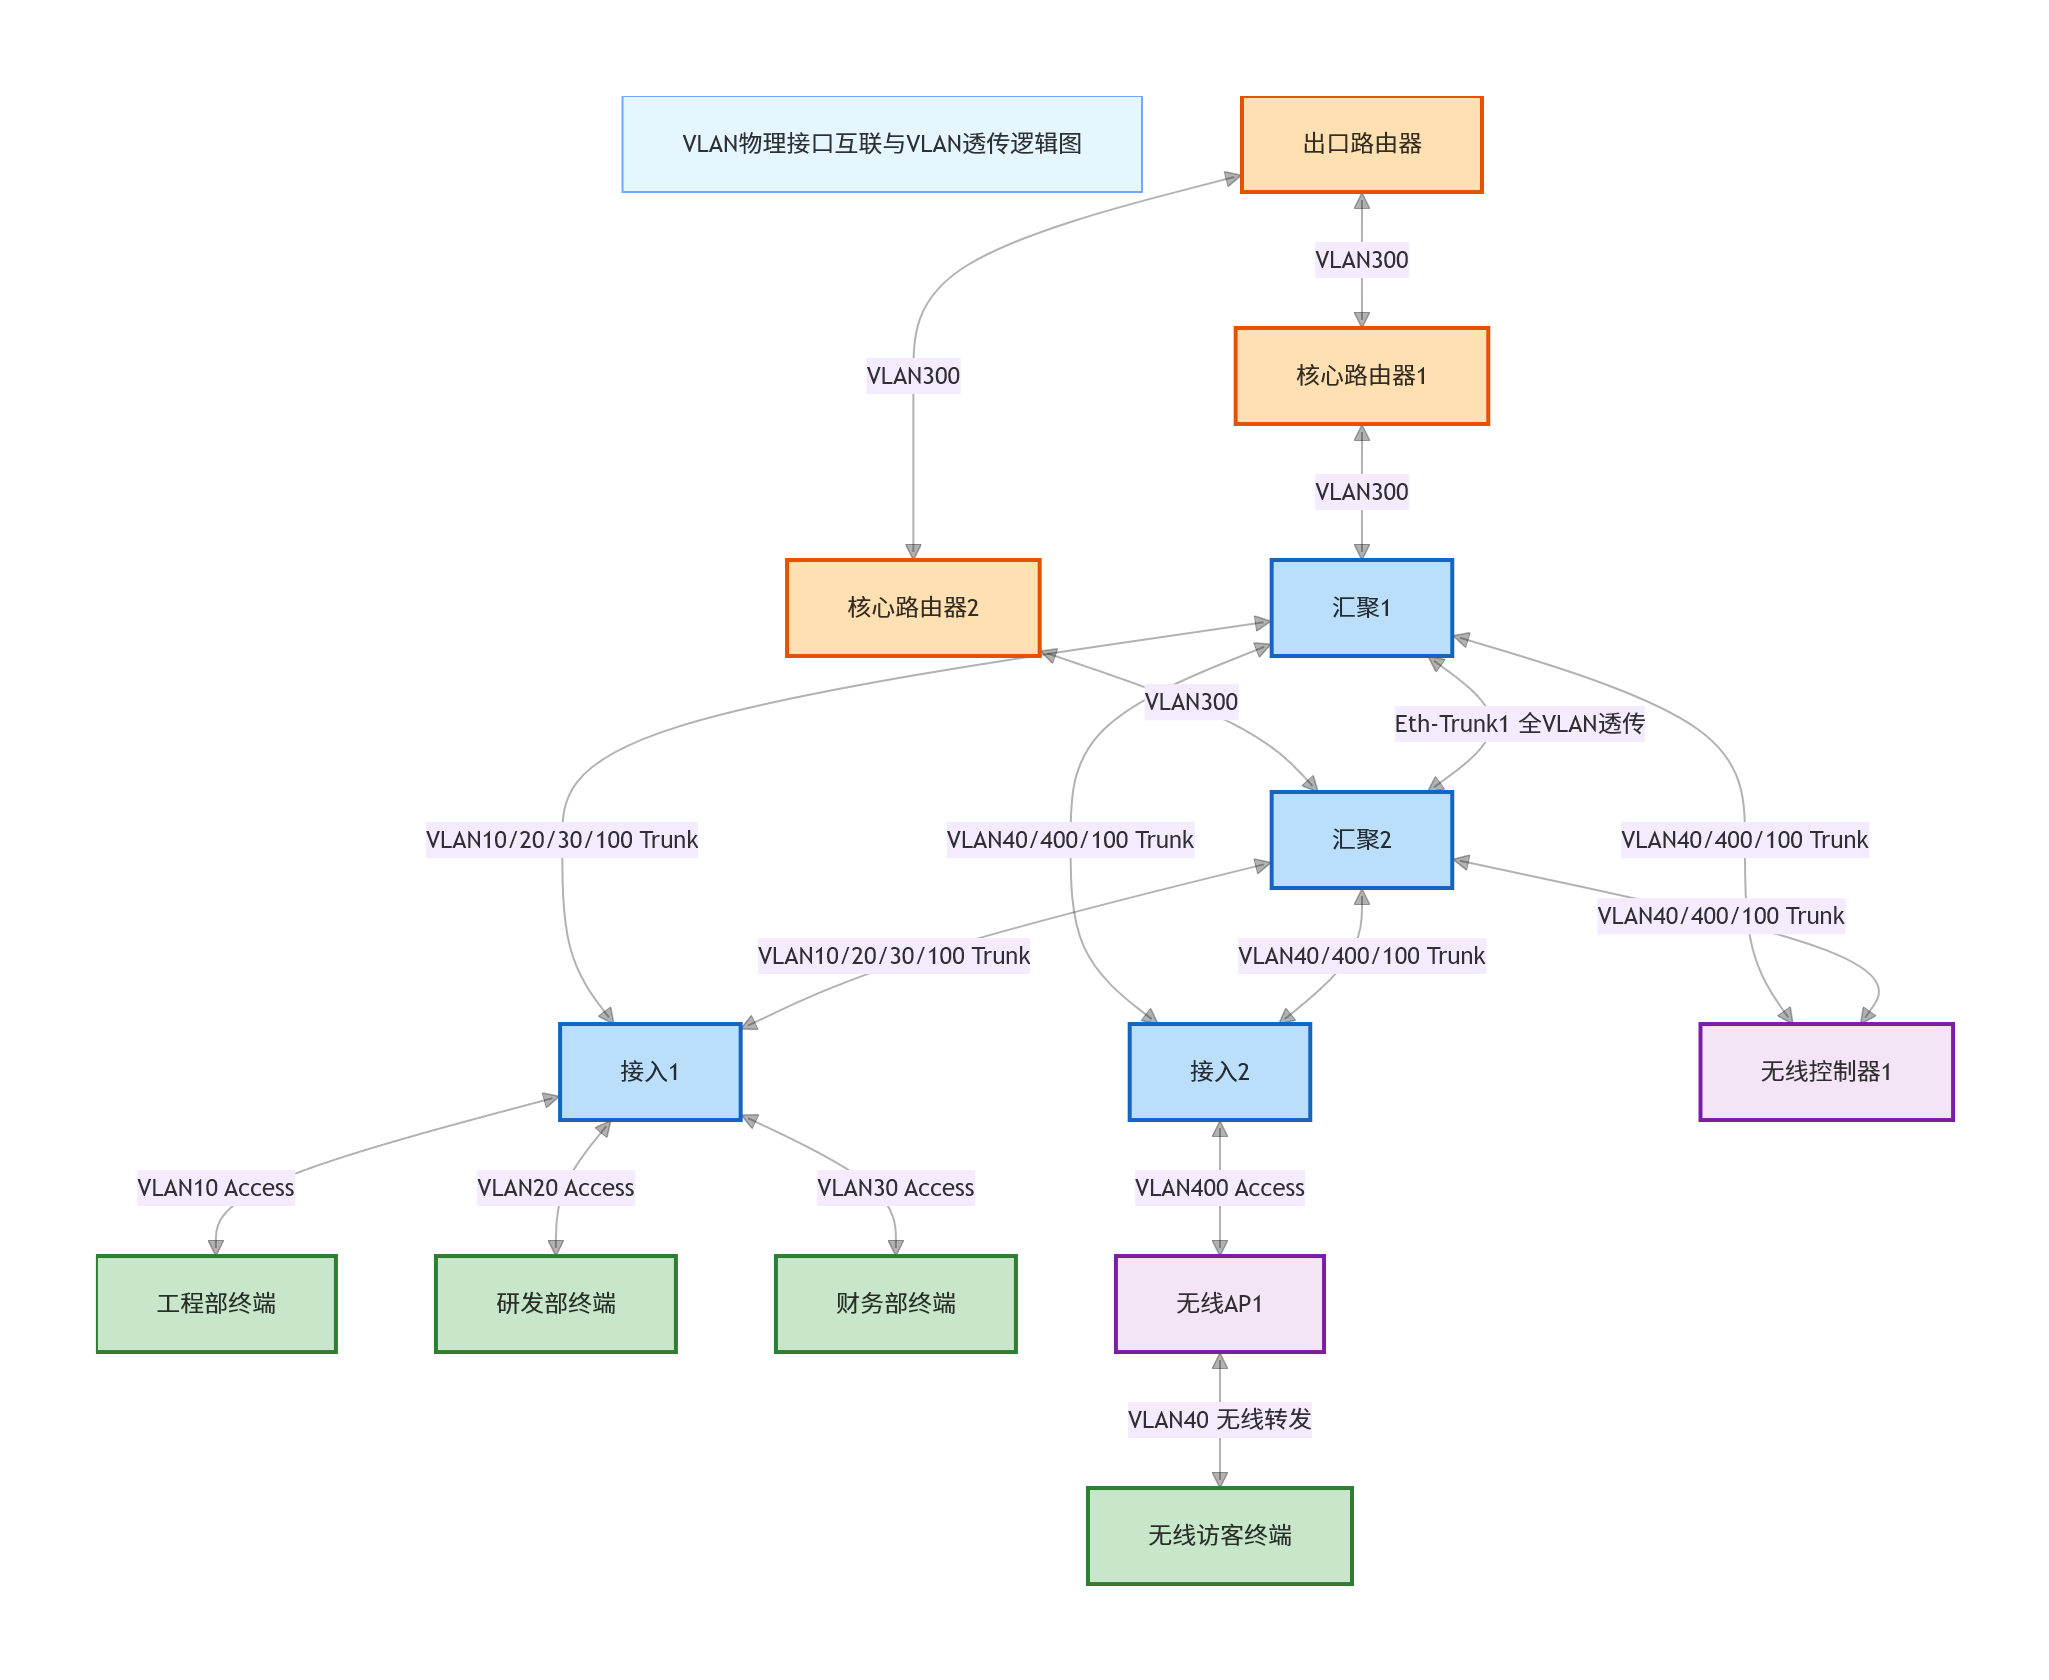 VLAN物理接口互联与VLAN透传逻辑图
出口路由器
VLAN300
VLAN300
核心路由器1
VLAN300
核心路由器2
汇聚1
VLAN300
Eth-Trunk1 全VLAN透传
VLAN10/20/30/100 Trunk
VLAN40/400/100 Trunk
汇聚2
VLAN40/400/100 Trunk
VLAN40/400/100 Trunk
VLAN10/20/30/100 Trunk
VLAN40/400/100 Trunk
接入1
接入2
无线控制器1
VLAN10 Access
VLAN20 Access
VLAN30 Access
VLAN400 Access
工程部终端
研发部终端
财务部终端
无线AP1
VLAN40 无线转发
无线访客终端